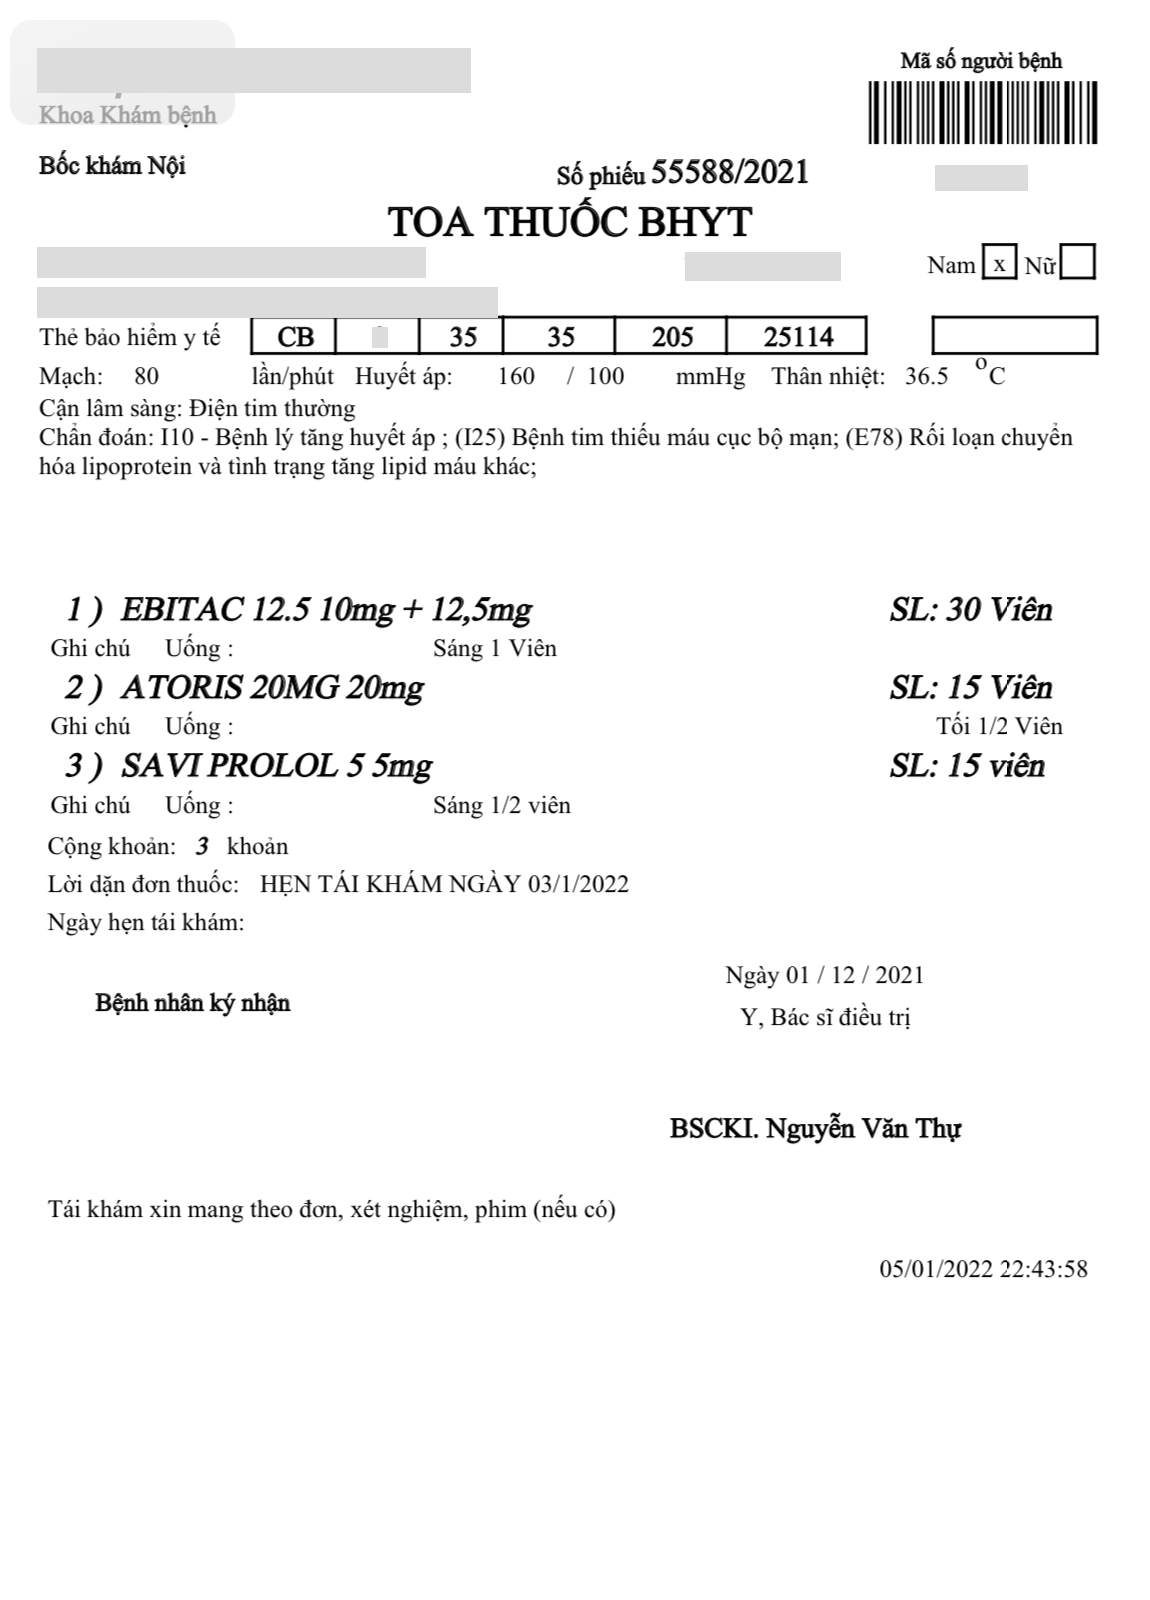 Mã số người bệnh
Khoa Khám bệnh
Bốc khám Nội
Số phiếu 55588/2021
TOA THUỐC BHYT
Nam x Nữ
Thẻ bảo hiểm y tế CB 35 35 205 25114
Mạch: 80 lần/phút Huyết áp: 160 / 100 mmHg Thân nhiệt: 36.5 °C
Cận lâm sàng: Điện tim thường
Chẩn đoán: I10 - Bệnh lý tăng huyết áp ; (I25) Bệnh tim thiếu máu cục bộ mạn; (E78) Rối loạn chuyển
hóa lipoprotein và tình trạng tăng lipid máu khác;
1 ) EBITAC 12.5 10mg + 12,5mg SL: 30 Viên
Ghi chú Uống : Sáng 1 Viên
2 ) ATORIS 20MG 20mg SL: 15 Viên
Ghi chú Uống : Tối 1/2 Viên
3 ) SAVI PROLOL 5 5mg SL: 15 viên
Ghi chú Uống : Sáng 1/2 viên
Cộng khoản: 3 khoản
Lời dặn đơn thuốc: HẸN TÁI KHÁM NGÀY 03/1/2022
Ngày hẹn tái khám:
Ngày 01 / 12 / 2021
Bệnh nhân ký nhận
Y, Bác sĩ điều trị
BSCKI. Nguyễn Văn Thự
Tái khám xin mang theo đơn, xét nghiệm, phim (nếu có)
05/01/2022 22:43:58